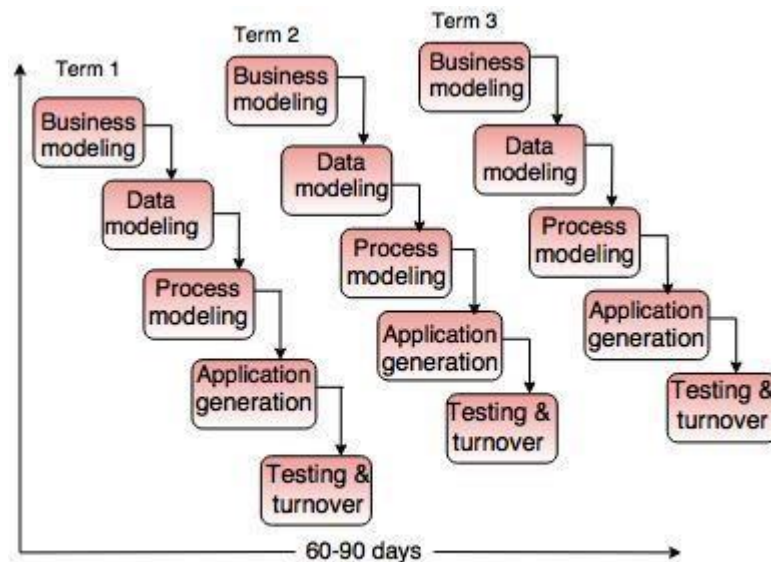 Term 1
Business
modeling
Data
modeling
Process
modeling
Application
generation
Testing &
turnover
Term 2
Business
modeling
Data
modeling
Process
modeling
Application
generation
Testing &
turnover
Term 3
Business
modeling
Data
modeling
Process
modeling
Application
generation
Testing &
turnover
60-90 days